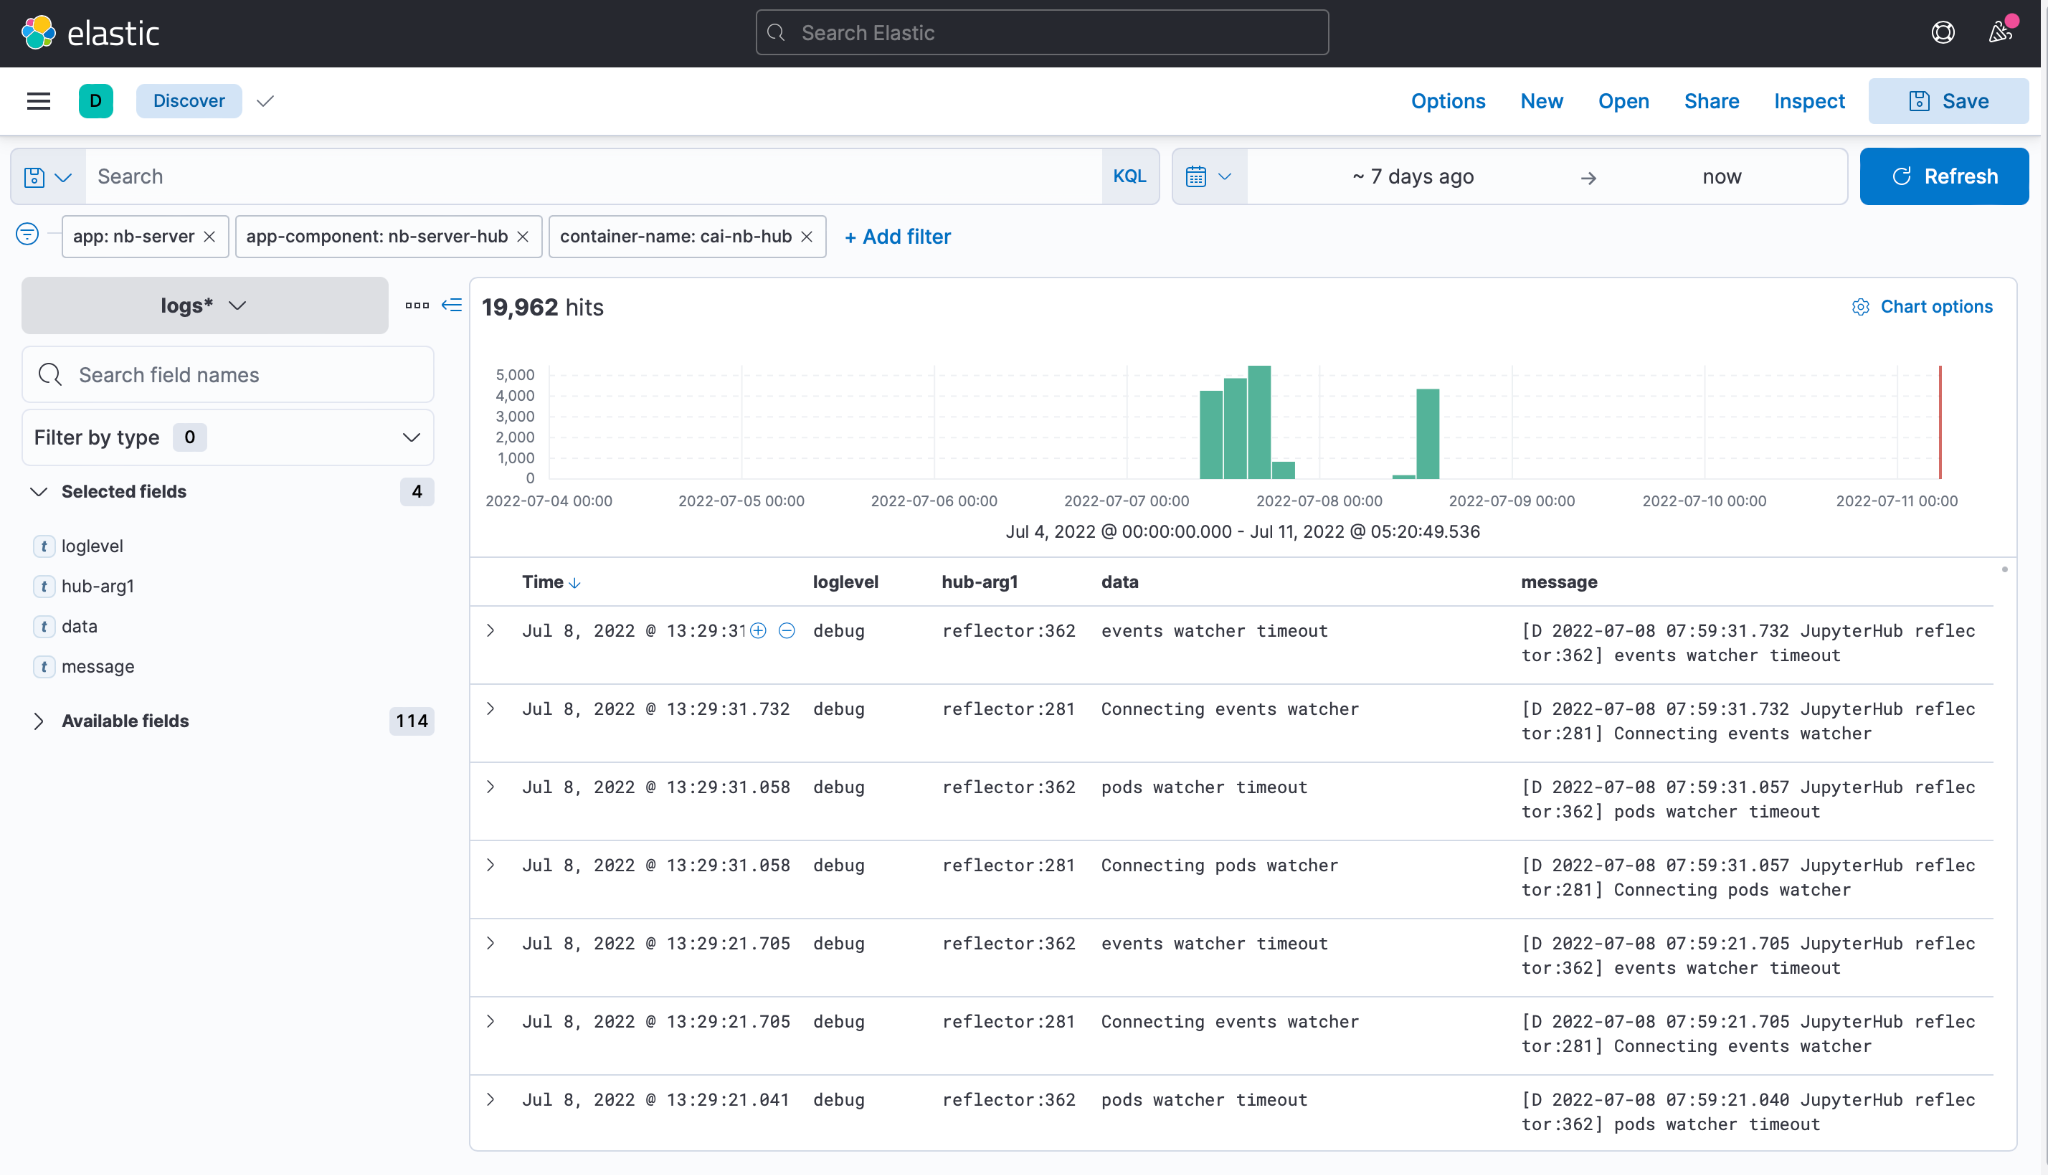 elastic
Search Elastic
D
Discover
Options
New
Open
Share
Inspect
Save
Search
KQL
~ 7 days ago
→
now
Refresh
app: nb-server ×
app-component: nb-server-hub ×
container-name: cai-nb-hub ×
+ Add filter
logs*
19,962 hits
Chart options
Search field names
Filter by type 0
Selected fields 4
t loglevel
t hub-arg1
t data
t message
Available fields 114
5,000
4,000
3,000
2,000
1,000
0
2022-07-04 00:00
2022-07-05 00:00
2022-07-06 00:00
2022-07-07 00:00
2022-07-08 00:00
2022-07-09 00:00
2022-07-10 00:00
2022-07-11 00:00
Jul 4, 2022 @ 00:00:00.000 - Jul 11, 2022 @ 05:20:49.536
Time ↓ loglevel hub-arg1 data message
Jul 8, 2022 @ 13:29:31 debug reflector:362 events watcher timeout [D 2022-07-08 07:59:31.732 JupyterHub reflec
tor:362] events watcher timeout
Jul 8, 2022 @ 13:29:31.732 debug reflector:281 Connecting events watcher [D 2022-07-08 07:59:31.732 JupyterHub reflec
tor:281] Connecting events watcher
Jul 8, 2022 @ 13:29:31.058 debug reflector:362 pods watcher timeout [D 2022-07-08 07:59:31.057 JupyterHub reflec
tor:362] pods watcher timeout
Jul 8, 2022 @ 13:29:31.058 debug reflector:281 Connecting pods watcher [D 2022-07-08 07:59:31.057 JupyterHub reflec
tor:281] Connecting pods watcher
Jul 8, 2022 @ 13:29:21.705 debug reflector:362 events watcher timeout [D 2022-07-08 07:59:21.705 JupyterHub reflec
tor:362] events watcher timeout
Jul 8, 2022 @ 13:29:21.705 debug reflector:281 Connecting events watcher [D 2022-07-08 07:59:21.705 JupyterHub reflec
tor:281] Connecting events watcher
Jul 8, 2022 @ 13:29:21.041 debug reflector:362 pods watcher timeout [D 2022-07-08 07:59:21.040 JupyterHub reflec
tor:362] pods watcher timeout